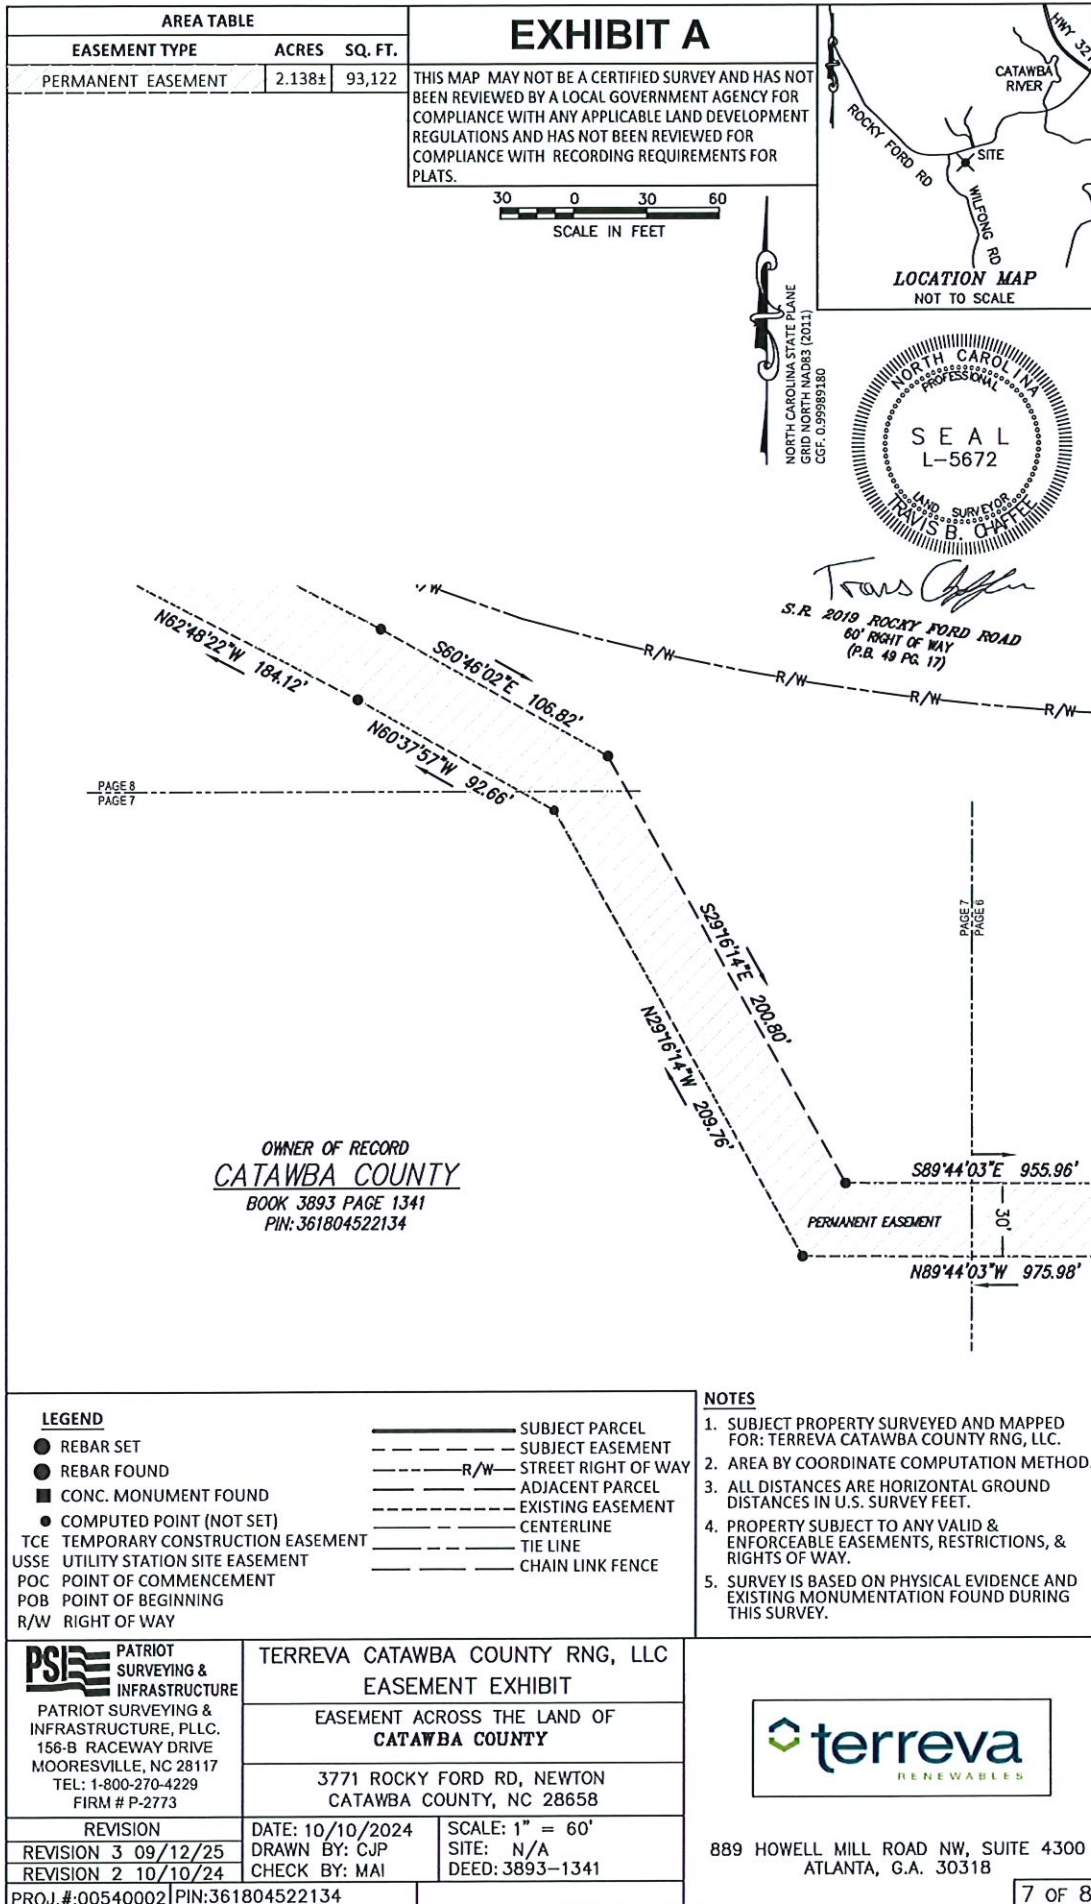 AREA TABLE
EASEMENT TYPE ACRES SQ. FT.
PERMANENT EASEMENT 2.138± 93,122
EXHIBIT A
THIS MAP MAY NOT BE A CERTIFIED SURVEY AND HAS NOT
BEEN REVIEWED BY A LOCAL GOVERNMENT AGENCY FOR
COMPLIANCE WITH ANY APPLICABLE LAND DEVELOPMENT
REGULATIONS AND HAS NOT BEEN REVIEWED FOR
COMPLIANCE WITH RECORDING REQUIREMENTS FOR
PLATS.
30 0 30 60
SCALE IN FEET
HWY 321
CATAWBA
RIVER
ROCKY FORD RD
SITE
WILFONG RD
LOCATION MAP
NOT TO SCALE
NORTH CAROLINA STATE PLANE
GRID NORTH NAD83 (2011)
CGF. 0.99989180
NORTH CAROLINA
PROFESSIONAL
SEAL
L-5672
LAND SURVEYOR
TRAVIS B. CHAFFEE
S.R. 2019 ROCKY FORD ROAD
60' RIGHT OF WAY
(P.B. 49 PG. 17)
R/W
R/W
R/W
R/W
R/W
N62°48'22"W 184.12'
S60°46'02"E 106.82'
N60°37'57"W 92.66'
PAGE 8
PAGE 7
S29°16'14"E 200.80'
N29°16'14"W 209.76'
PAGE 7
PAGE 6
S89°44'03"E 955.96'
PERMANENT EASEMENT
30'
N89°44'03"W 975.98'
OWNER OF RECORD
CATAWBA COUNTY
BOOK 3893 PAGE 1341
PIN: 361804522134
LEGEND
REBAR SET
REBAR FOUND
CONC. MONUMENT FOUND
COMPUTED POINT (NOT SET)
TCE TEMPORARY CONSTRUCTION EASEMENT
USSE UTILITY STATION SITE EASEMENT
POC POINT OF COMMENCEMENT
POB POINT OF BEGINNING
R/W RIGHT OF WAY
SUBJECT PARCEL
SUBJECT EASEMENT
R/W STREET RIGHT OF WAY
ADJACENT PARCEL
EXISTING EASEMENT
CENTERLINE
TIE LINE
CHAIN LINK FENCE
NOTES
1. SUBJECT PROPERTY SURVEYED AND MAPPED
FOR: TERREVA CATAWBA COUNTY RNG, LLC.
2. AREA BY COORDINATE COMPUTATION METHOD.
3. ALL DISTANCES ARE HORIZONTAL GROUND
DISTANCES IN U.S. SURVEY FEET.
4. PROPERTY SUBJECT TO ANY VALID &
ENFORCEABLE EASEMENTS, RESTRICTIONS, &
RIGHTS OF WAY.
5. SURVEY IS BASED ON PHYSICAL EVIDENCE AND
EXISTING MONUMENTATION FOUND DURING
THIS SURVEY.
PSI PATRIOT
SURVEYING &
INFRASTRUCTURE
PATRIOT SURVEYING &
INFRASTRUCTURE, PLLC.
156-B RACEWAY DRIVE
MOORESVILLE, NC 28117
TEL: 1-800-270-4229
FIRM # P-2773
TERREVA CATAWBA COUNTY RNG, LLC
EASEMENT EXHIBIT
EASEMENT ACROSS THE LAND OF
CATAWBA COUNTY
3771 ROCKY FORD RD, NEWTON
CATAWBA COUNTY, NC 28658
REVISION
REVISION 3 09/12/25
REVISION 2 10/10/24
DATE: 10/10/2024
DRAWN BY: CJP
CHECK BY: MAI
SCALE: 1" = 60'
SITE: N/A
DEED: 3893-1341
PROJ.#:00540002 PIN:361804522134
terreva
RENEWABLES
889 HOWELL MILL ROAD NW, SUITE 4300
ATLANTA, G.A. 30318
7 OF 8